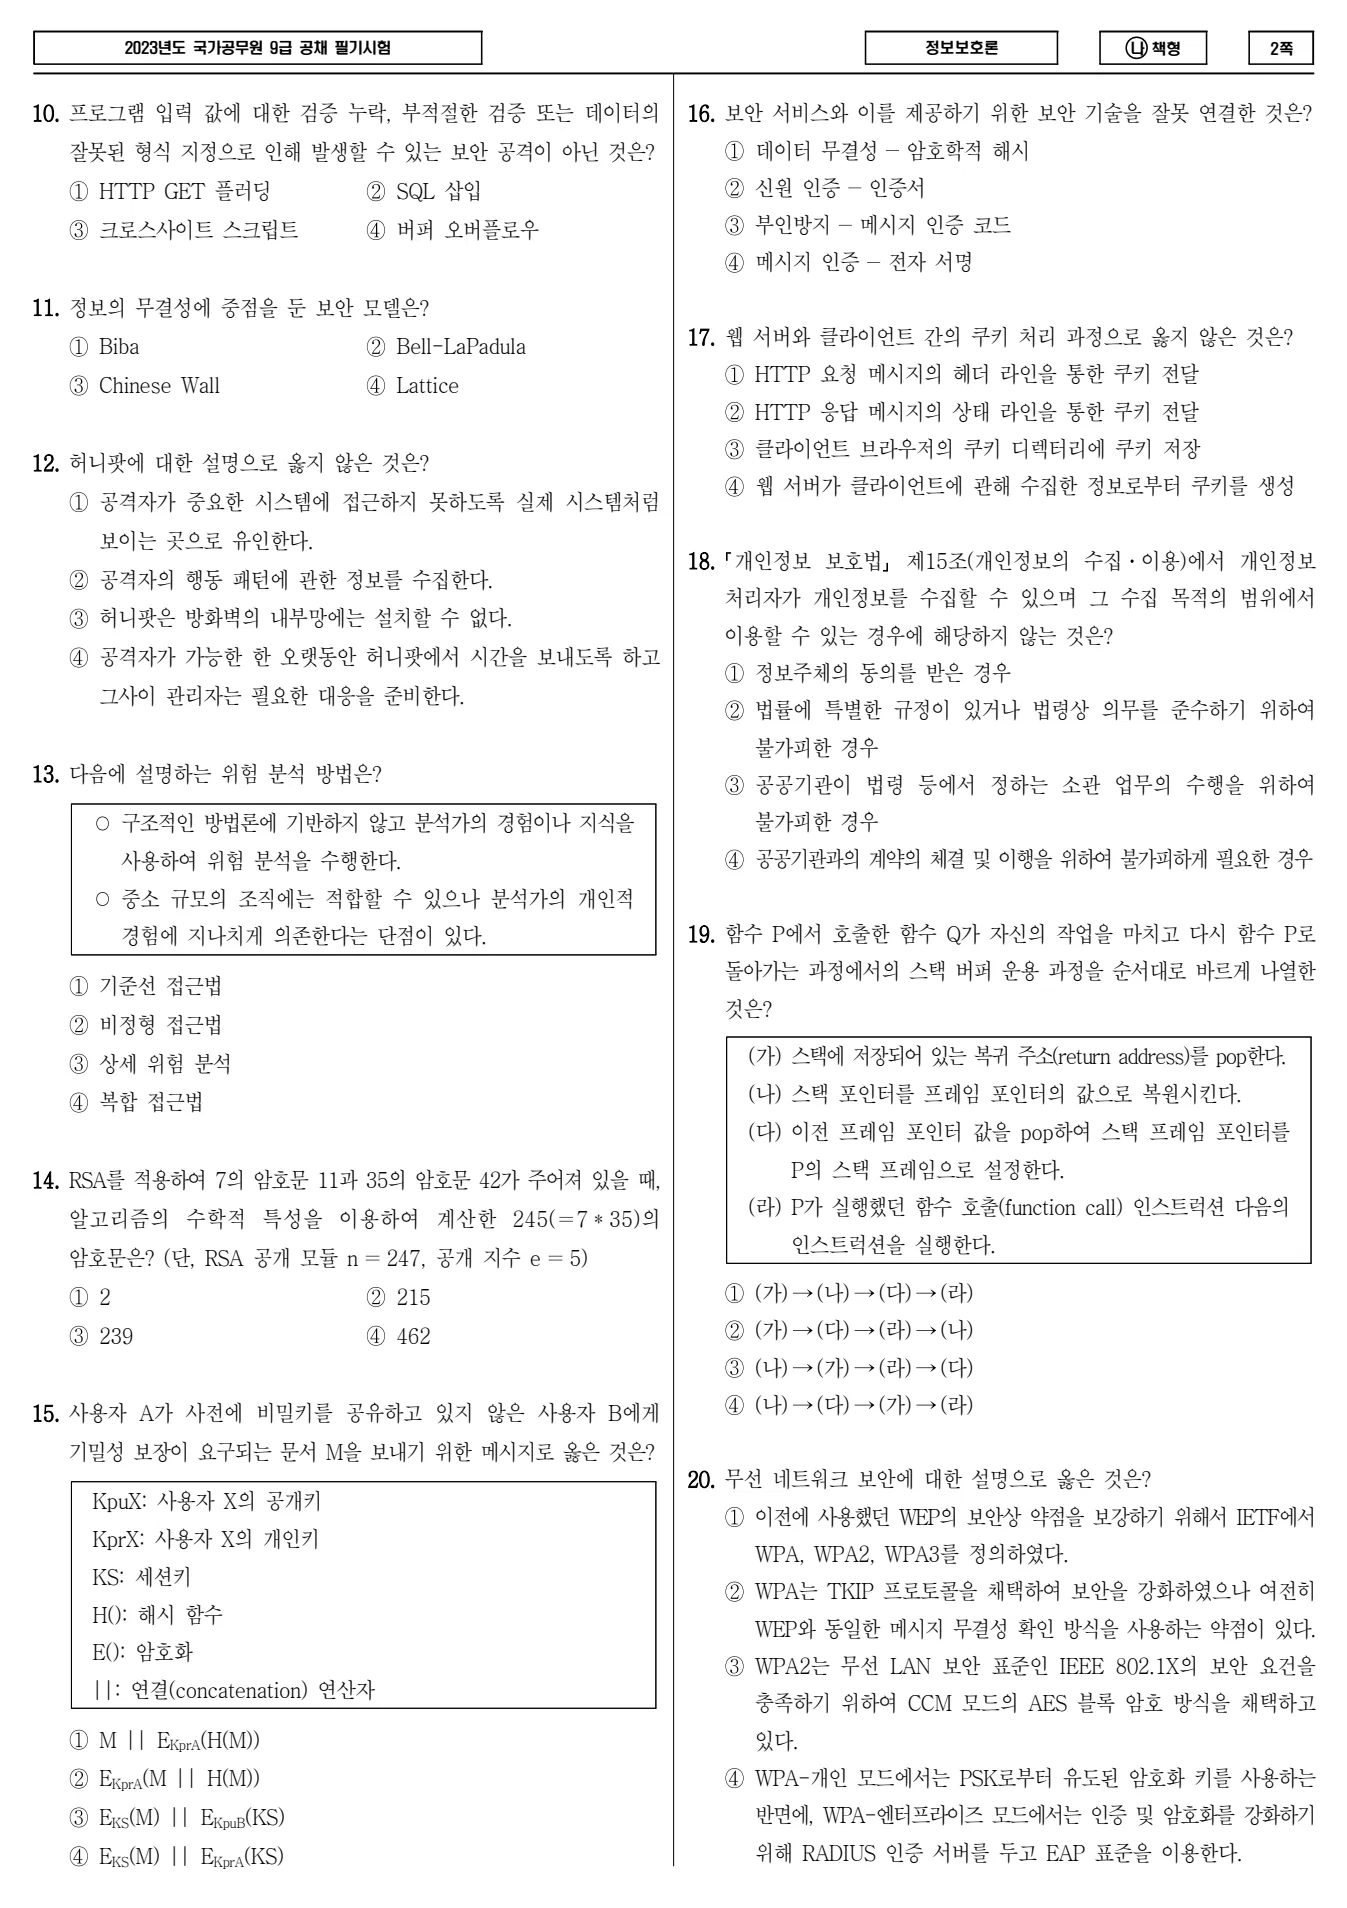 2023년도 국가공무원 9급 공채 필기시험
정보보호론
㉯ 책형
2쪽
10. 프로그램 입력 값에 대한 검증 누락, 부적절한 검증 또는 데이터의
잘못된 형식 지정으로 인해 발생할 수 있는 보안 공격이 아닌 것은?
① HTTP GET 플러딩 ② SQL 삽입
③ 크로스사이트 스크립트 ④ 버퍼 오버플로우
11. 정보의 무결성에 중점을 둔 보안 모델은?
① Biba ② Bell-LaPadula
③ Chinese Wall ④ Lattice
12. 허니팟에 대한 설명으로 옳지 않은 것은?
① 공격자가 중요한 시스템에 접근하지 못하도록 실제 시스템처럼
보이는 곳으로 유인한다.
② 공격자의 행동 패턴에 관한 정보를 수집한다.
③ 허니팟은 방화벽의 내부망에는 설치할 수 없다.
④ 공격자가 가능한 한 오랫동안 허니팟에서 시간을 보내도록 하고
그사이 관리자는 필요한 대응을 준비한다.
13. 다음에 설명하는 위험 분석 방법은?
○ 구조적인 방법론에 기반하지 않고 분석가의 경험이나 지식을
사용하여 위험 분석을 수행한다.
○ 중소 규모의 조직에는 적합할 수 있으나 분석가의 개인적
경험에 지나치게 의존한다는 단점이 있다.
① 기준선 접근법
② 비정형 접근법
③ 상세 위험 분석
④ 복합 접근법
14. RSA를 적용하여 7의 암호문 11과 35의 암호문 42가 주어져 있을 때,
알고리즘의 수학적 특성을 이용하여 계산한 245(=7 * 35)의
암호문은? (단, RSA 공개 모듈 n = 247, 공개 지수 e = 5)
① 2 ② 215
③ 239 ④ 462
15. 사용자 A가 사전에 비밀키를 공유하고 있지 않은 사용자 B에게
기밀성 보장이 요구되는 문서 M을 보내기 위한 메시지로 옳은 것은?
KpuX: 사용자 X의 공개키
KprX: 사용자 X의 개인키
KS: 세션키
H(): 해시 함수
E(): 암호화
||: 연결(concatenation) 연산자
① M || EKprA(H(M))
② EKprA(M || H(M))
③ EKS(M) || EKpuB(KS)
④ EKS(M) || EKprA(KS)
16. 보안 서비스와 이를 제공하기 위한 보안 기술을 잘못 연결한 것은?
① 데이터 무결성 – 암호학적 해시
② 신원 인증 – 인증서
③ 부인방지 – 메시지 인증 코드
④ 메시지 인증 – 전자 서명
17. 웹 서버와 클라이언트 간의 쿠키 처리 과정으로 옳지 않은 것은?
① HTTP 요청 메시지의 헤더 라인을 통한 쿠키 전달
② HTTP 응답 메시지의 상태 라인을 통한 쿠키 전달
③ 클라이언트 브라우저의 쿠키 디렉터리에 쿠키 저장
④ 웹 서버가 클라이언트에 관해 수집한 정보로부터 쿠키를 생성
18. 「개인정보 보호법」 제15조(개인정보의 수집·이용)에서 개인정보
처리자가 개인정보를 수집할 수 있으며 그 수집 목적의 범위에서
이용할 수 있는 경우에 해당하지 않는 것은?
① 정보주체의 동의를 받은 경우
② 법률에 특별한 규정이 있거나 법령상 의무를 준수하기 위하여
불가피한 경우
③ 공공기관이 법령 등에서 정하는 소관 업무의 수행을 위하여
불가피한 경우
④ 공공기관과의 계약의 체결 및 이행을 위하여 불가피하게 필요한 경우
19. 함수 P에서 호출한 함수 Q가 자신의 작업을 마치고 다시 함수 P로
돌아가는 과정에서의 스택 버퍼 운용 과정을 순서대로 바르게 나열한
것은?
(가) 스택에 저장되어 있는 복귀 주소(return address)를 pop한다.
(나) 스택 포인터를 프레임 포인터의 값으로 복원시킨다.
(다) 이전 프레임 포인터 값을 pop하여 스택 프레임 포인터를
P의 스택 프레임으로 설정한다.
(라) P가 실행했던 함수 호출(function call) 인스트럭션 다음의
인스트럭션을 실행한다.
① (가)→(나)→(다)→(라)
② (가)→(다)→(라)→(나)
③ (나)→(가)→(라)→(다)
④ (나)→(다)→(가)→(라)
20. 무선 네트워크 보안에 대한 설명으로 옳은 것은?
① 이전에 사용했던 WEP의 보안상 약점을 보강하기 위해서 IETF에서
WPA, WPA2, WPA3를 정의하였다.
② WPA는 TKIP 프로토콜을 채택하여 보안을 강화하였으나 여전히
WEP와 동일한 메시지 무결성 확인 방식을 사용하는 약점이 있다.
③ WPA2는 무선 LAN 보안 표준인 IEEE 802.1X의 보안 요건을
충족하기 위하여 CCM 모드의 AES 블록 암호 방식을 채택하고
있다.
④ WPA-개인 모드에서는 PSK로부터 유도된 암호화 키를 사용하는
반면에, WPA-엔터프라이즈 모드에서는 인증 및 암호화를 강화하기
위해 RADIUS 인증 서버를 두고 EAP 표준을 이용한다.